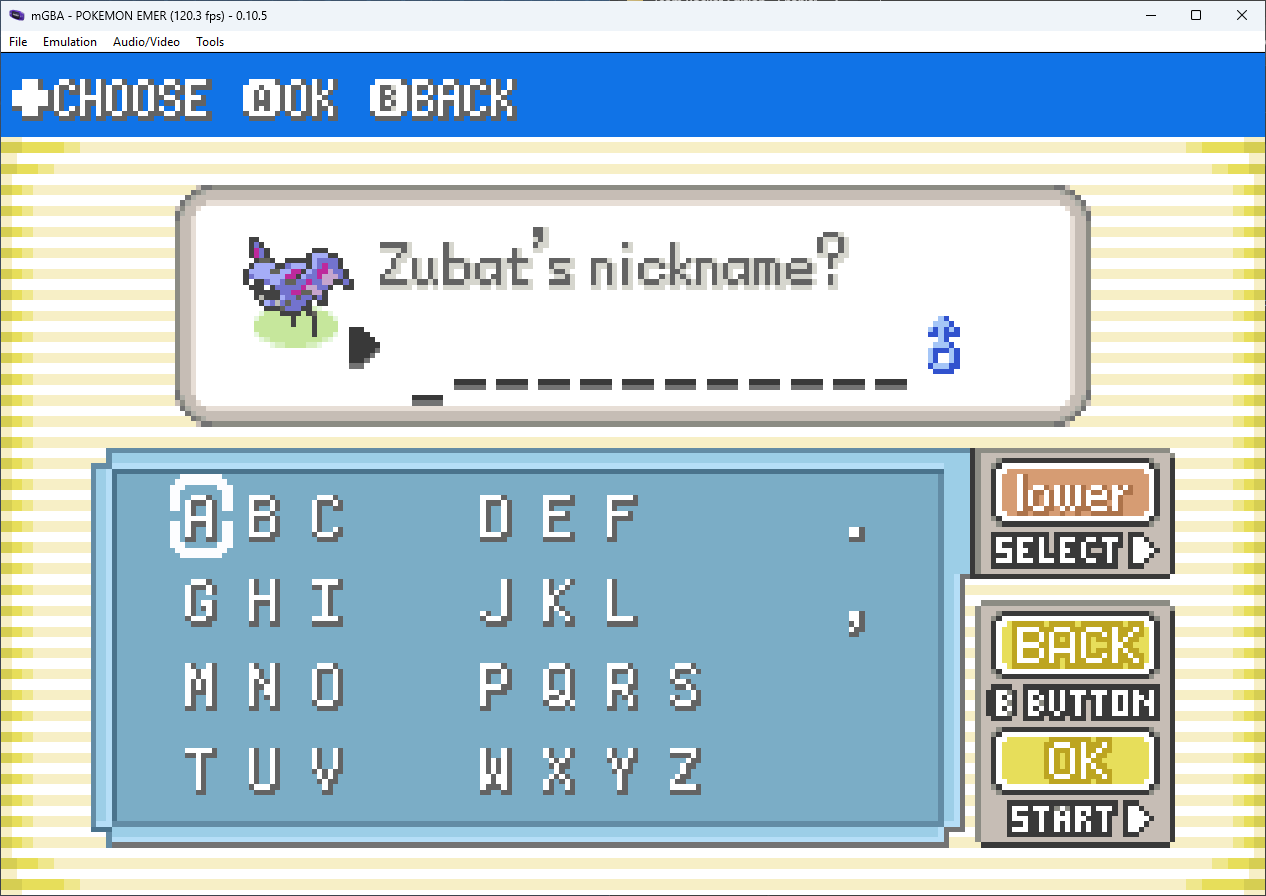 mGBA - POKEMON EMER (120.3 fps) - 0.10.5
File Emulation Audio/Video Tools
CHOOSE A OK B BACK
Zubat's nickname?
A B C D E F .
G H I J K L ,
M N O P Q R S
T U V W X Y Z
lower
SELECT
BACK
B BUTTON
OK
START